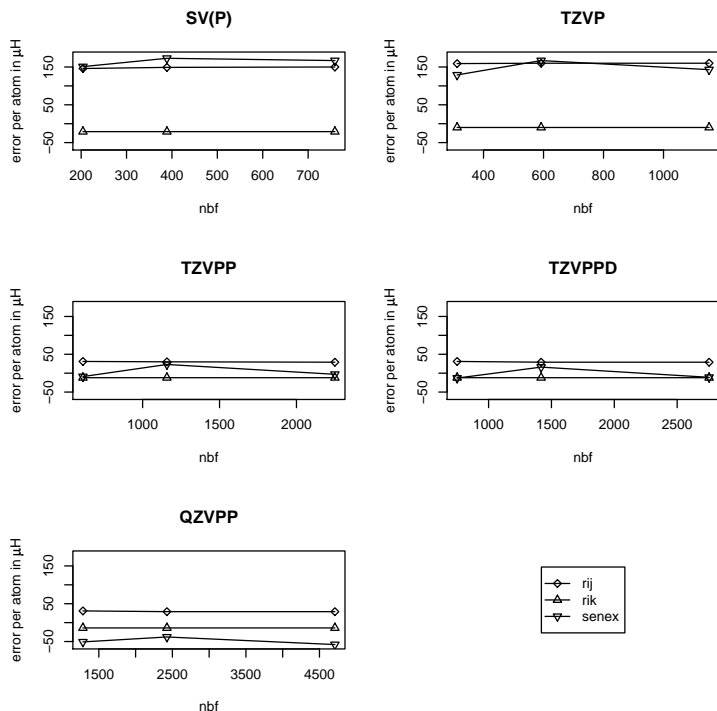 SV(P)
error per atom in µH
−50 50 150
200 300 400 500 600 700
nbf
TZVP
error per atom in µH
−50 50 150
400 600 800 1000
nbf
TZVPP
error per atom in µH
−50 50 150
1000 1500 2000
nbf
TZVPPD
error per atom in µH
−50 50 150
1000 1500 2000 2500
nbf
QZVPP
error per atom in µH
−50 50 150
1500 2500 3500 4500
nbf
rij
rik
senex